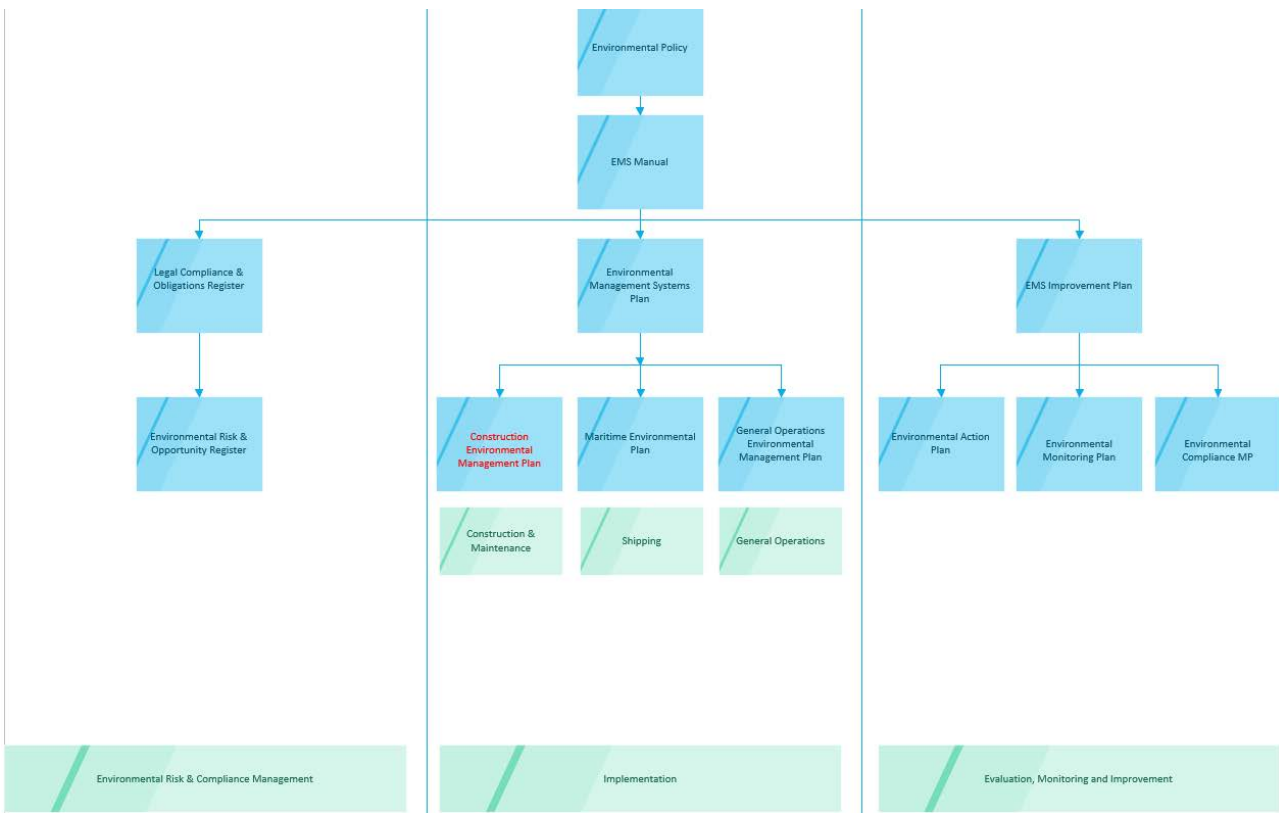 Environmental Policy
EMS Manual
Legal Compliance &
Obligations Register
Environmental
Management Systems
Plan
EMS Improvement Plan
Environmental Risk &
Opportunity Register
Construction
Environmental
Management Plan
Maritime Environmental
Plan
General Operations
Environmental
Management Plan
Environmental Action
Plan
Environmental
Monitoring Plan
Environmental
Compliance MP
Construction &
Maintenance
Shipping
General Operations
Environmental Risk & Compliance Management
Implementation
Evaluation, Monitoring and Improvement